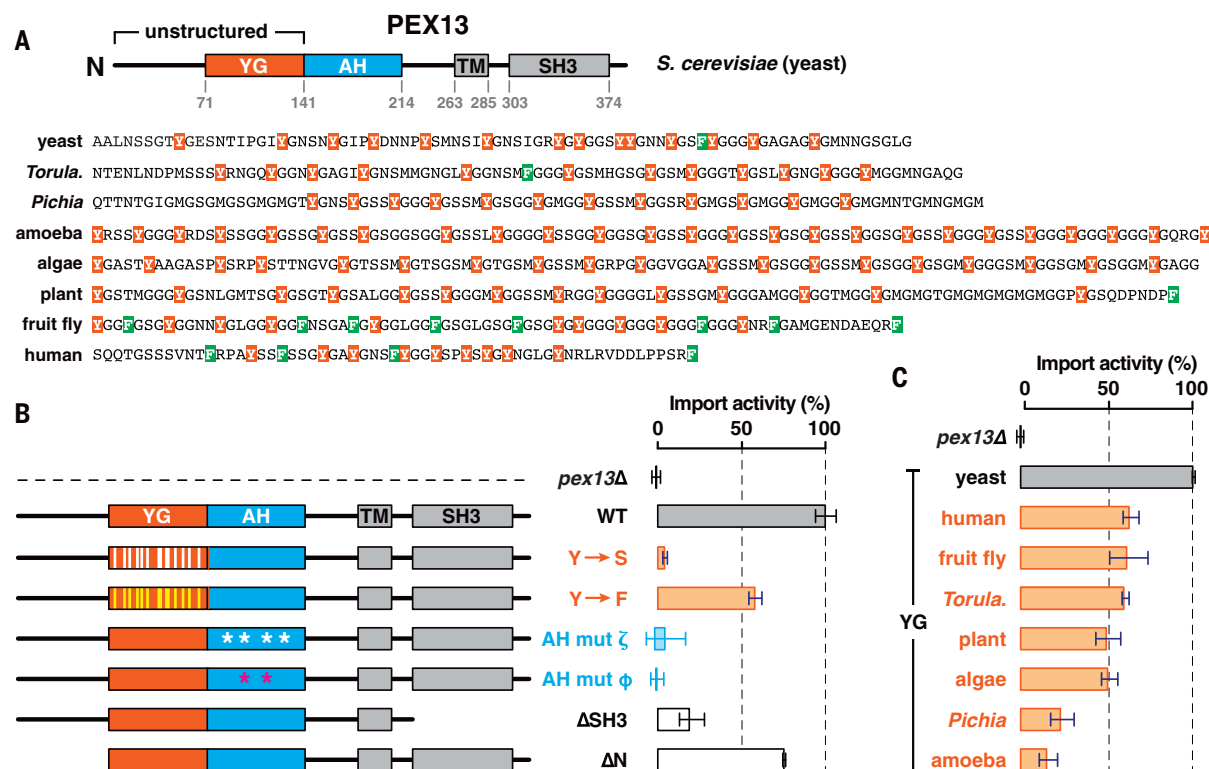 A
unstructured
PEX13
N YG AH TM SH3 S. cerevisiae (yeast)
71 141 214 263 285 303 374
yeast AALNSSGTYGESNTIPGIYGNSNYGIPYDNNPYSMNSIYGNSIGRYGYGGSYYGNNYGSFYGGGYGAGAGYGMNNGSGLG
Torula. NTENLNDPMSSSYRNGQYGGNYGAGIYGNSMMGNGLYGGNSMFGGGYGSMHGSGYGSMYGGGTYGSLYGNGYGGGYMGGMNGAQG
Pichia QTTNTGIGMGSGMGSGMGMGTYGNSYGSSYGGGYGSSMYGSGGYGMGGYGSSMYGGSRYGMGSYGMGGYGMGGYGMGMNTGMNGMGM
amoeba YRSSYGGGYRDSYSSGGYGSSGYGSSYGSGGSGGYGSSLYGGGGYSSGGYGGSGYGSSYGGGYGSSYGSGYGSSYGGSGYGSSYGGGYGSSYGGGYGGGYGGGYGQRGY
algae YGASTYAAGASPYSRPYSTTNGVGYGTSSMYGTSGSMYGTGSMYGSSMYGRPGYGGVGGAYGSSMYGSGGYGSSMYGSGGYGSGMYGGGSMYGGSGMYGSGGMYGAGG
plant YGSTMGGGYGSNLGMTSGYGSGTYGSALGGYGSSYGGGMYGGSSMYRGGYGGGGLYGSSGMYGGGAMGGYGGTMGGYGMGMGTGMGMGMGMGMGGPYGSQDPNDPF
fruit fly YGGFGSGYGGNNYGLGGYGGFNSGAFGYGGLGGFGSGLGSGFGSGYGYGGGYGGGYGGGFGGGYNRFGAMGENDAEQRF
human SQQTGSSSVNTFRPAYSSFSSGYGAYGNSFYGGYSPYSYGYNGLGYNRLRVDDLPPSRF
B
Import activity (%)
0 50 100
pex13Δ
YG AH TM SH3 WT
Y → S
Y → F
**** AH mut ζ
** AH mut ϕ
ΔSH3
ΔN
C
Import activity (%)
0 50 100
pex13Δ
yeast
human
fruit fly
Torula.
YG
plant
algae
Pichia
amoeba